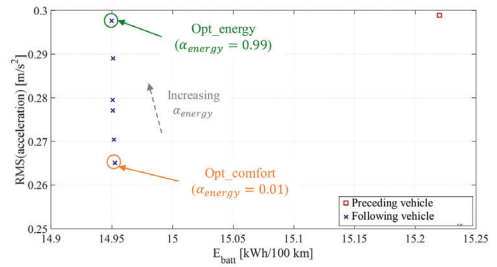 0.3
0.29
0.28
0.27
0.26
0.25
RMS(acceleration) [m/s²]
Opt_energy
(α_energy = 0.99)
Increasing
α_energy
Opt_comfort
(α_energy = 0.01)
Preceding vehicle
Following vehicle
14.9 14.95 15 15.05 15.1 15.15 15.2 15.25 15.3
E_batt [kWh/100 km]